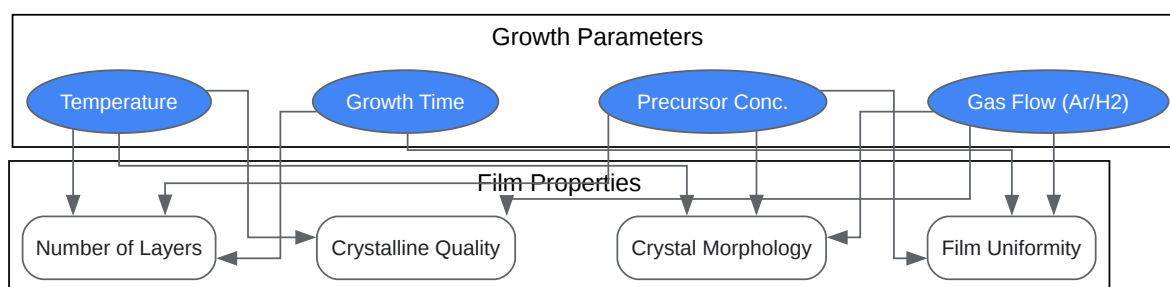 Growth Parameters
Temperature
Growth Time
Precursor Conc.
Gas Flow (Ar/H2)
Film Properties
Number of Layers
Crystalline Quality
Crystal Morphology
Film Uniformity